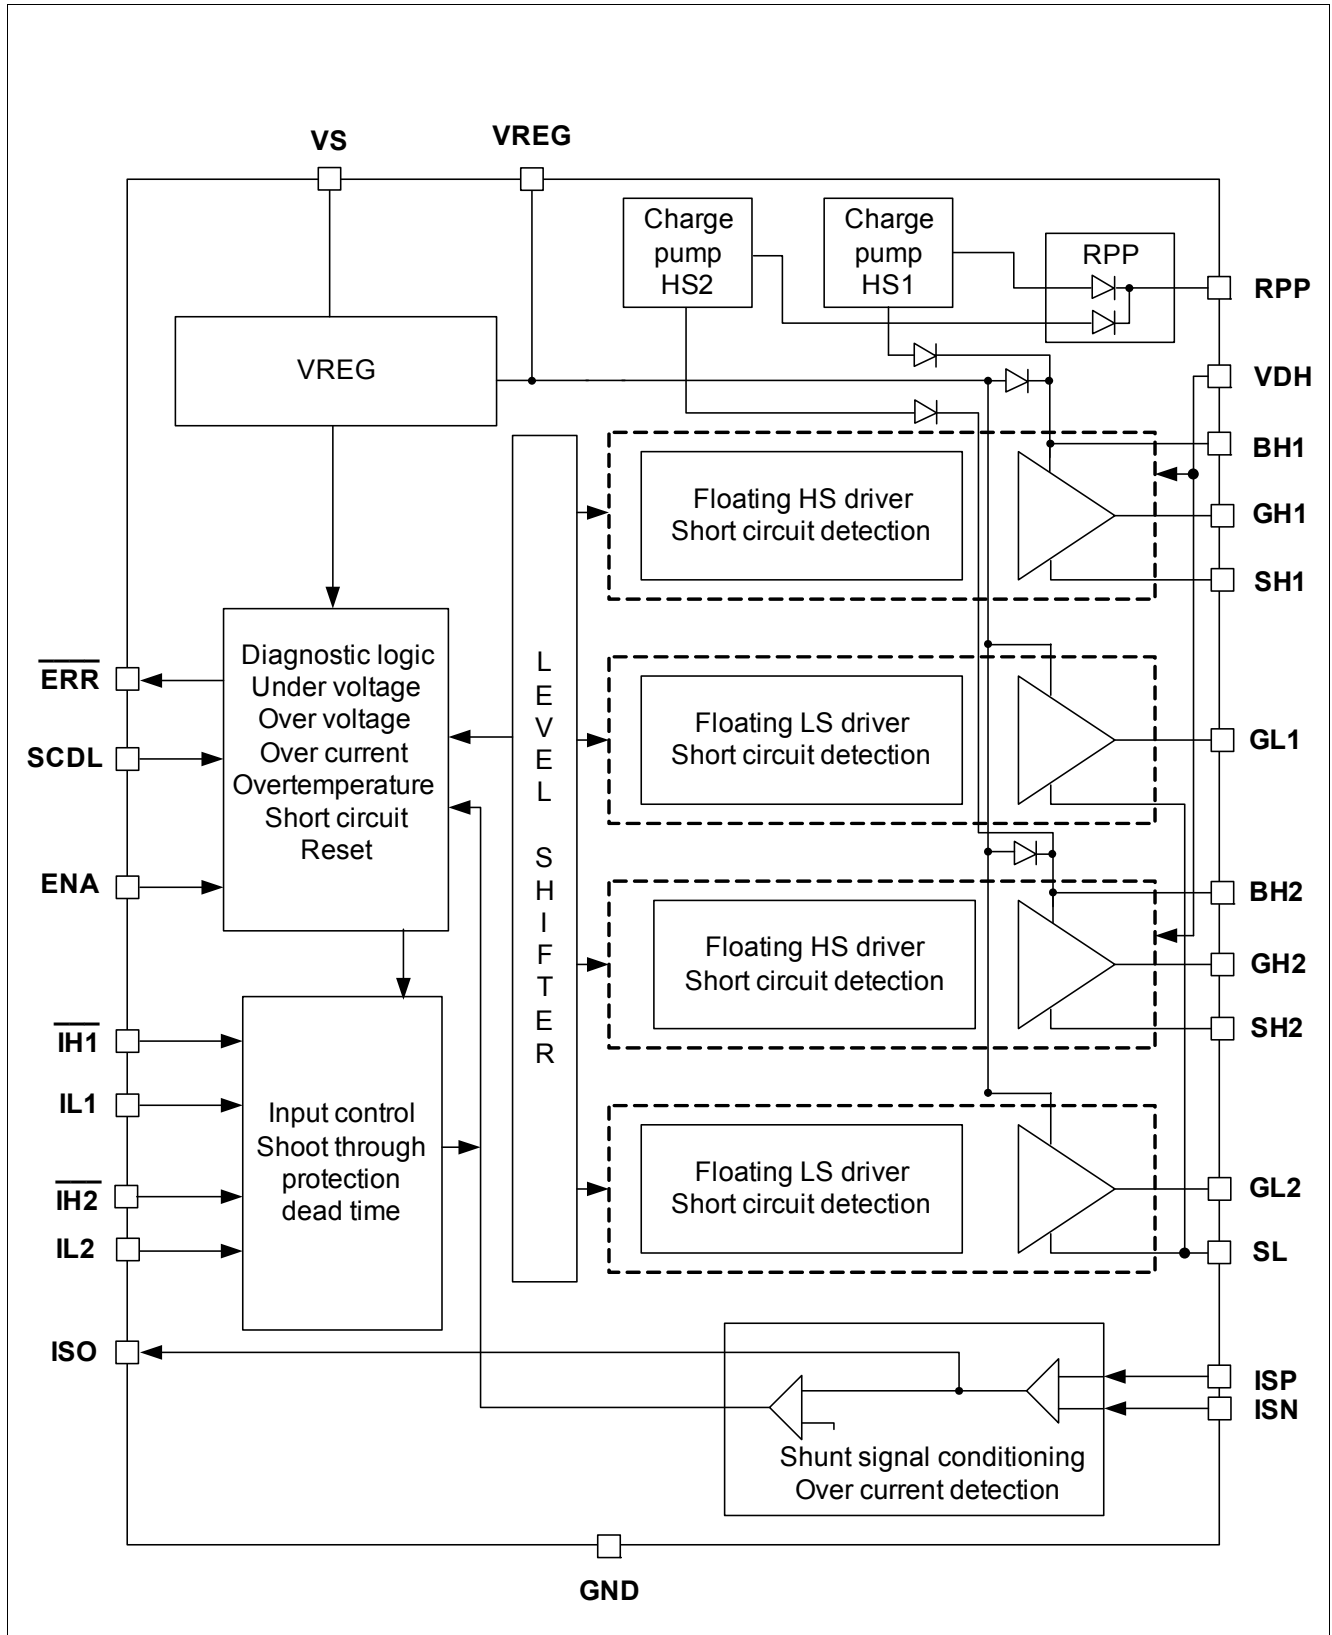 VS
VREG
Charge
pump
HS2
Charge
pump
HS1
RPP
RPP
VREG
VDH
BH1
Floating HS driver
Short circuit detection
GH1
SH1
ERR
SCDL
ENA
Diagnostic logic
Under voltage
Over voltage
Over current
Overtemperature
Short circuit
Reset
L
E
V
E
L
S
H
I
F
T
E
R
Floating LS driver
Short circuit detection
GL1
BH2
Floating HS driver
Short circuit detection
GH2
SH2
IH1
IL1
IH2
IL2
Input control
Shoot through
protection
dead time
Floating LS driver
Short circuit detection
GL2
SL
ISO
ISP
ISN
Shunt signal conditioning
Over current detection
GND